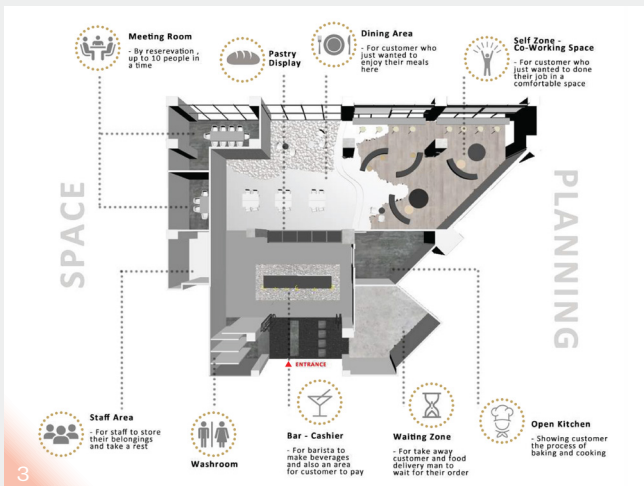 Meeting Room
- By reservation ,
up to 10 people in
a time
Pastry
Display
Dining Area
- For customer who
just wanted to
enjoy their meals
here
Self Zone -
Co-Working Space
- For customer who
just wanted to done
their job in a
comfortable space
SPACE
PLANNING
ENTRANCE
Staff Area
- For staff to store
their belongings
and take a rest
Washroom
Bar - Cashier
- For barista to
make beverages
and also an area
for customer to pay
Waiting Zone
- For take away
customer and food
delivery man to
wait for their order
Open Kitchen
- Showing customer
the process of
baking and cooking
3